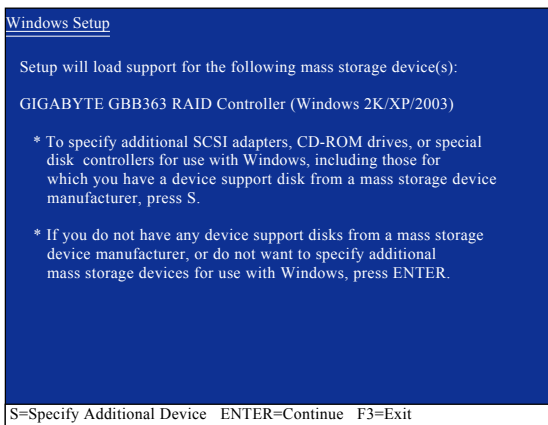 Windows Setup
Setup will load support for the following mass storage device(s):
GIGABYTE GBB363 RAID Controller (Windows 2K/XP/2003)
* To specify additional SCSI adapters, CD-ROM drives, or special
disk controllers for use with Windows, including those for
which you have a device support disk from a mass storage device
manufacturer, press S.
* If you do not have any device support disks from a mass storage
device manufacturer, or do not want to specify additional
mass storage devices for use with Windows, press ENTER.
S=Specify Additional Device ENTER=Continue F3=Exit